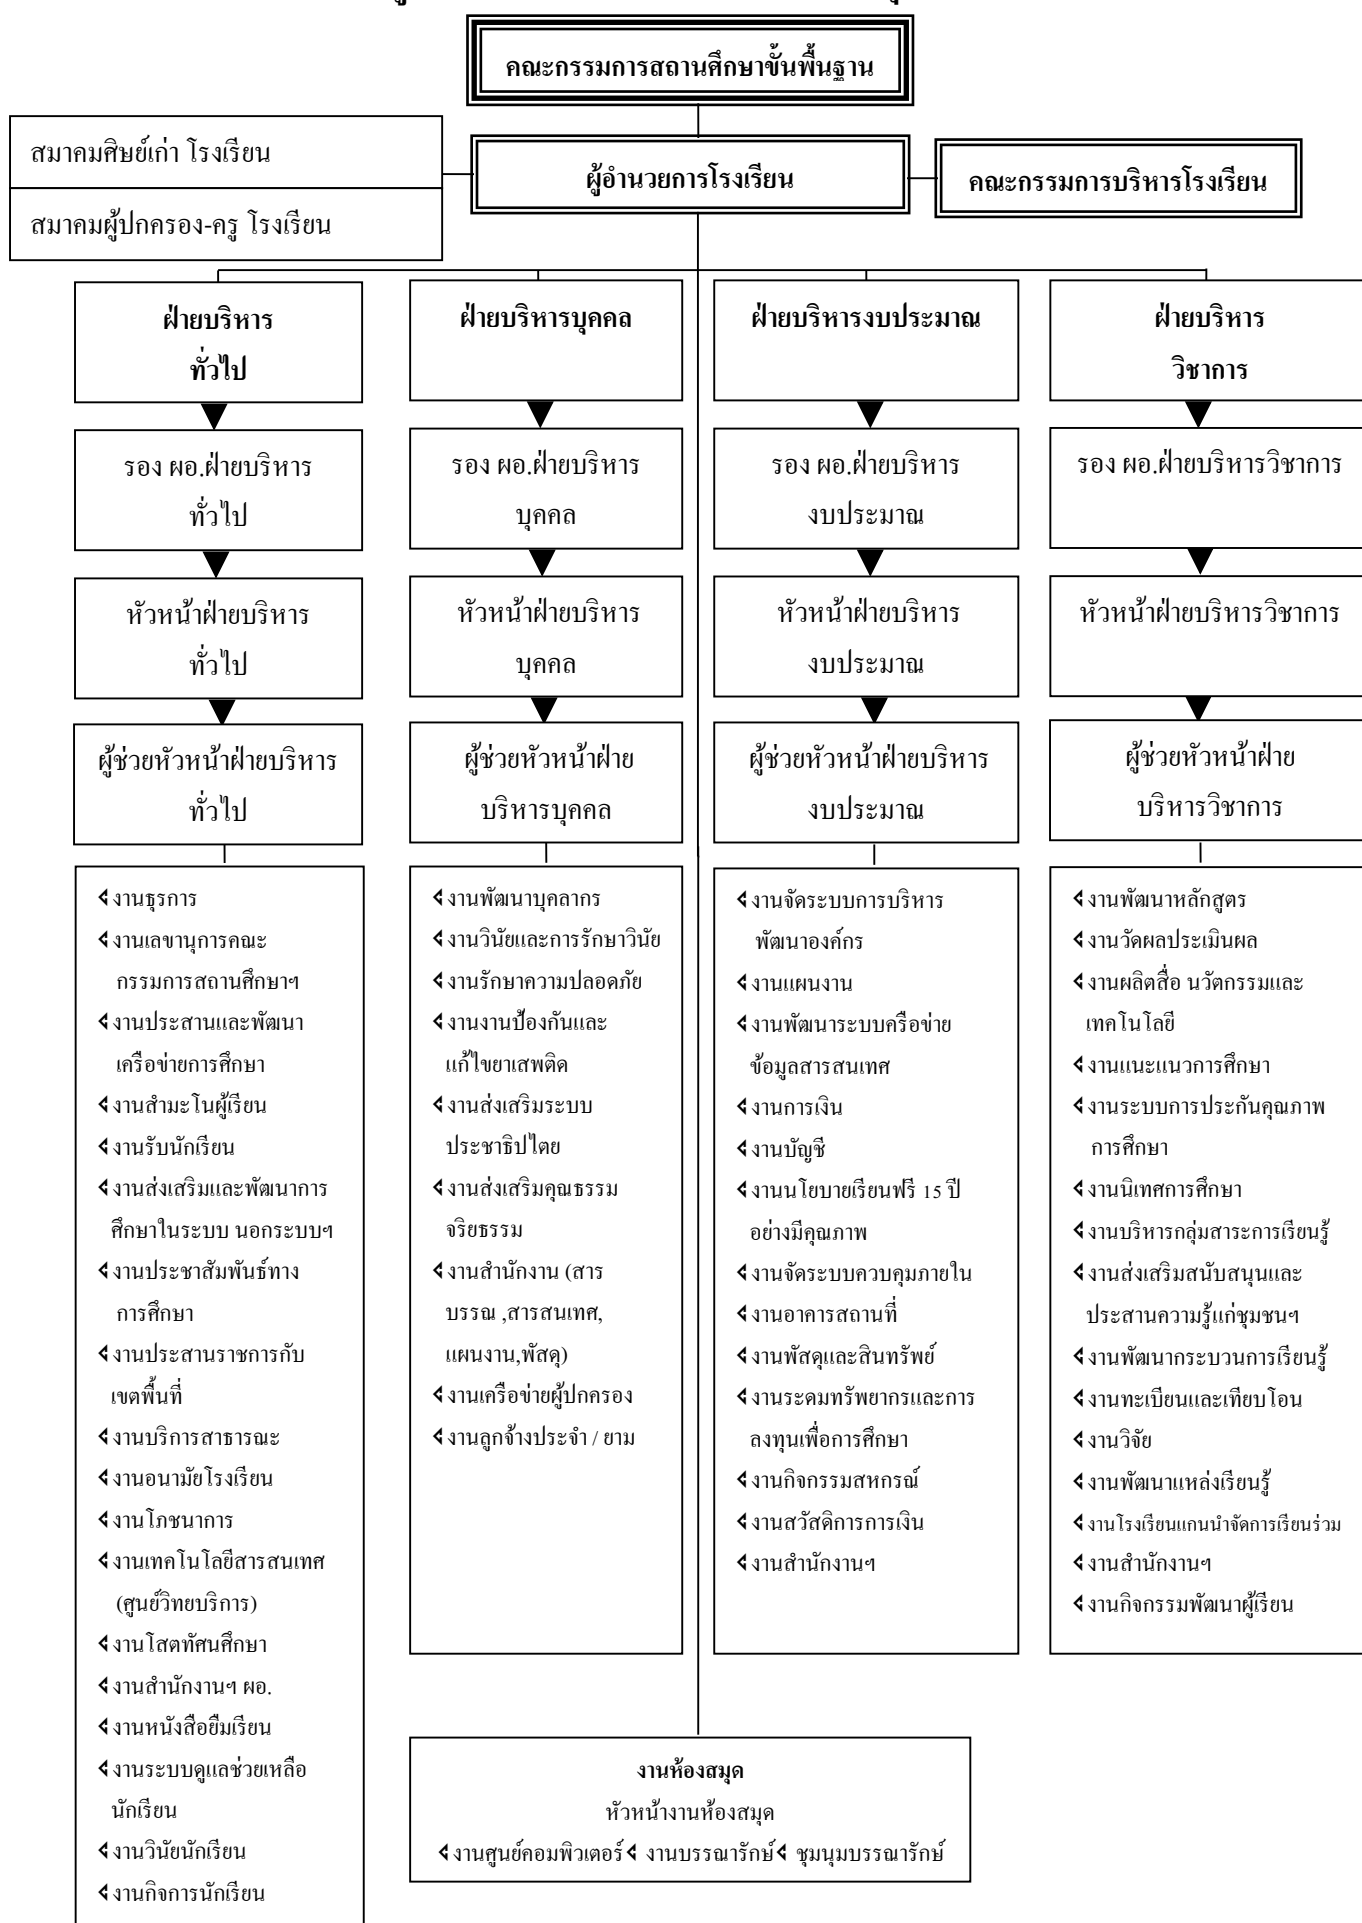 คณะกรรมการสถานศึกษาขั้นพื้นฐาน
สมาคมศิษย์เก่า โรงเรียน
สมาคมผู้ปกครอง-ครู โรงเรียน
ผู้อำนวยการโรงเรียน
คณะกรรมการบริหารโรงเรียน
ฝ่ายบริหาร
ทั่วไป
รอง ผอ.ฝ่ายบริหาร
ทั่วไป
หัวหน้าฝ่ายบริหาร
ทั่วไป
ผู้ช่วยหัวหน้าฝ่ายบริหาร
ทั่วไป
งานธุรการ
งานเลขานุการคณะ
กรรมการสถานศึกษาฯ
งานประสานและพัฒนา
เครือข่ายการศึกษา
งานสำมะโนผู้เรียน
งานรับนักเรียน
งานส่งเสริมและพัฒนาการ
ศึกษาในระบบ นอกระบบฯ
งานประชาสัมพันธ์ทาง
การศึกษา
งานประสานราชการกับ
เขตพื้นที่
งานบริการสาธารณะ
งานอนามัยโรงเรียน
งานโภชนาการ
งานเทคโนโลยีสารสนเทศ
(ศูนย์วิทยบริการ)
งานโสตทัศนศึกษา
งานสำนักงานฯ ผอ.
งานหนังสือยืมเรียน
งานระบบดูแลช่วยเหลือ
นักเรียน
งานวินัยนักเรียน
งานกิจการนักเรียน
ฝ่ายบริหารบุคคล
รอง ผอ.ฝ่ายบริหาร
บุคคล
หัวหน้าฝ่ายบริหาร
บุคคล
ผู้ช่วยหัวหน้าฝ่าย
บริหารบุคคล
งานพัฒนาบุคลากร
งานวินัยและการรักษาวินัย
งานรักษาความปลอดภัย
งานงานป้องกันและ
แก้ไขยาเสพติด
งานส่งเสริมระบบ
ประชาธิปไตย
งานส่งเสริมคุณธรรม
จริยธรรม
งานสำนักงาน (สาร
บรรณ ,สารสนเทศ,
แผนงาน,พัสดุ)
งานเครือข่ายผู้ปกครอง
งานลูกจ้างประจำ / ยาม
ฝ่ายบริหารงบประมาณ
รอง ผอ.ฝ่ายบริหาร
งบประมาณ
หัวหน้าฝ่ายบริหาร
งบประมาณ
ผู้ช่วยหัวหน้าฝ่ายบริหาร
งบประมาณ
งานจัดระบบการบริหาร
พัฒนาองค์กร
งานแผนงาน
งานพัฒนาระบบครือข่าย
ข้อมูลสารสนเทศ
งานการเงิน
งานบัญชี
งานนโยบายเรียนฟรี 15 ปี
อย่างมีคุณภาพ
งานจัดระบบควบคุมภายใน
งานอาคารสถานที่
งานพัสดุและสินทรัพย์
งานระดมทรัพยากรและการ
ลงทุนเพื่อการศึกษา
งานกิจกรรมสหกรณ์
งานสวัสดิการการเงิน
งานสำนักงานฯ
ฝ่ายบริหาร
วิชาการ
รอง ผอ.ฝ่ายบริหารวิชาการ
หัวหน้าฝ่ายบริหารวิชาการ
ผู้ช่วยหัวหน้าฝ่าย
บริหารวิชาการ
งานพัฒนาหลักสูตร
งานวัดผลประเมินผล
งานผลิตสื่อ นวัตกรรมและ
เทคโนโลยี
งานแนะแนวการศึกษา
งานระบบการประกันคุณภาพ
การศึกษา
งานนิเทศการศึกษา
งานบริหารกลุ่มสาระการเรียนรู้
งานส่งเสริมสนับสนุนและ
ประสานความรู้แก่ชุมชนฯ
งานพัฒนากระบวนการเรียนรู้
งานทะเบียนและเทียบโอน
งานวิจัย
งานพัฒนาแหล่งเรียนรู้
งานโรงเรียนแกนนำจัดการเรียนร่วม
งานสำนักงานฯ
งานกิจกรรมพัฒนาผู้เรียน
งานห้องสมุด
หัวหน้างานห้องสมุด
งานศูนย์คอมพิวเตอร์ งานบรรณารักษ์ ชุมนุมบรรณารักษ์